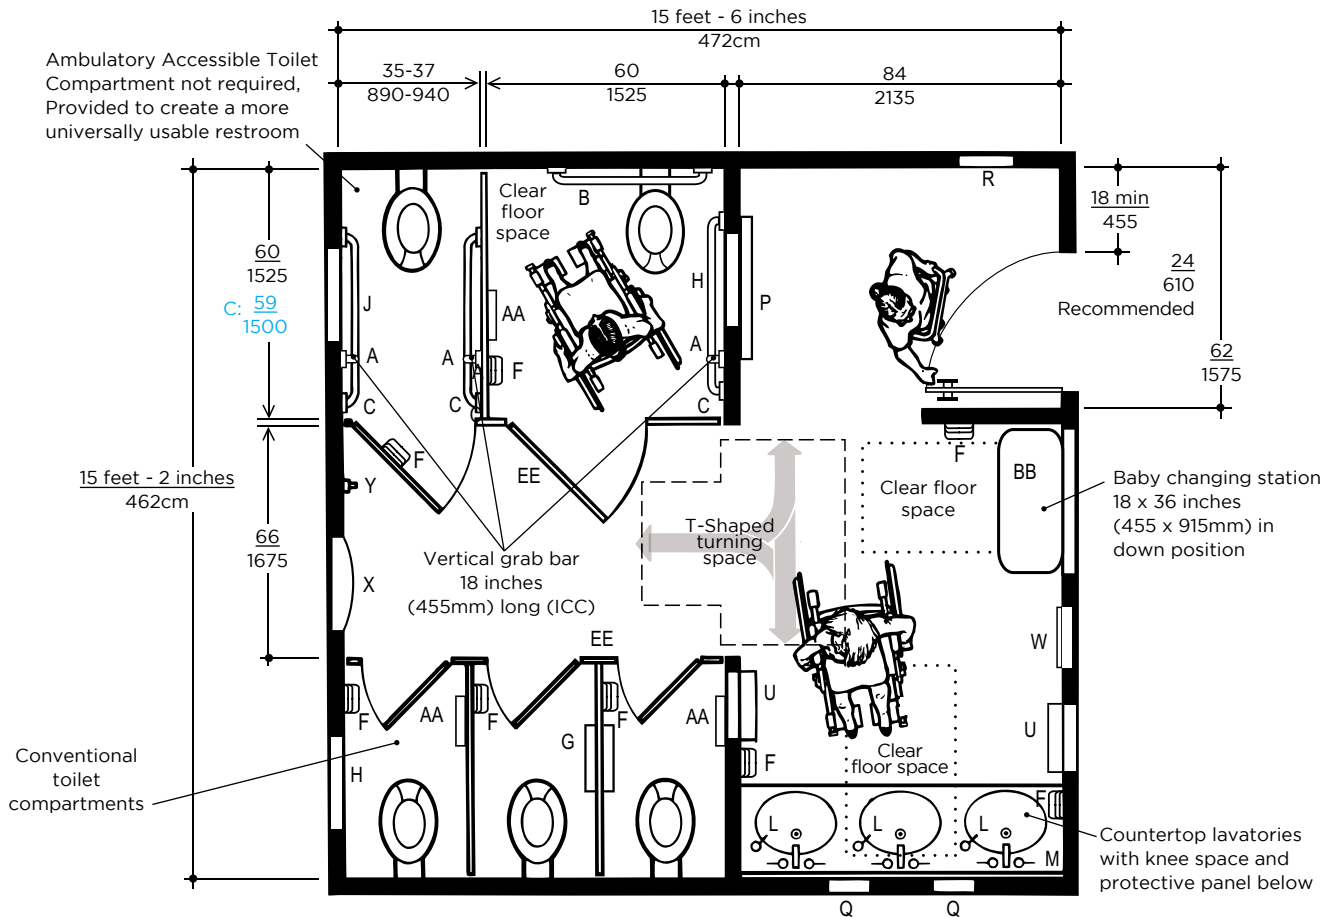 15 feet - 6 inches
472cm
Ambulatory Accessible Toilet
Compartment not required,
Provided to create a more
universally usable restroom
35-37
890-940
60
1525
84
2135
R
Clear
floor
space
B
18 min
455
60
1525
C: 59
1500
24
610
Recommended
J
AA
H
P
A
A
A
A
F
62
1575
C
C
C
F
EE
F
BB
Y
15 feet - 2 inches
462cm
Clear floor
space
Baby changing station
18 x 36 inches
(455 x 915mm) in
down position
T-Shaped
turning
space
66
1675
X
Vertical grab bar
18 inches
(455mm) long (ICC)
EE
W
F
AA
F
F
AA
U
U
G
H
F
Clear
floor space
Conventional
toilet
compartments
F
L
L
L
M
Countertop lavatories
with knee space and
protective panel below
Q
Q